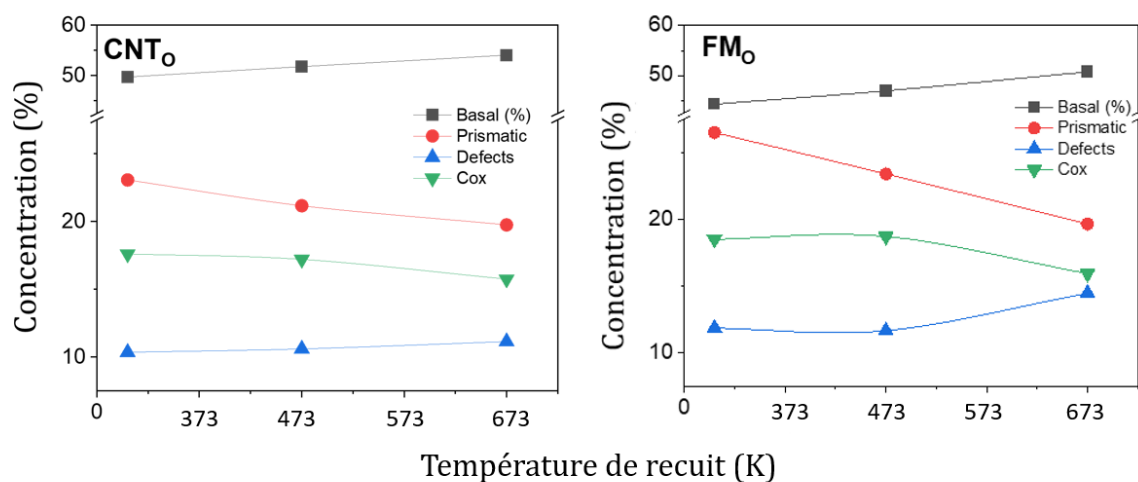 CNTO
Concentration (%)
60
50
20
10
Basal (%)
Prismatic
Defects
Cox
0
373
473
573
673
FMO
Concentration (%)
60
50
20
10
Basal (%)
Prismatic
Defects
Cox
0
373
473
573
673
Température de recuit (K)